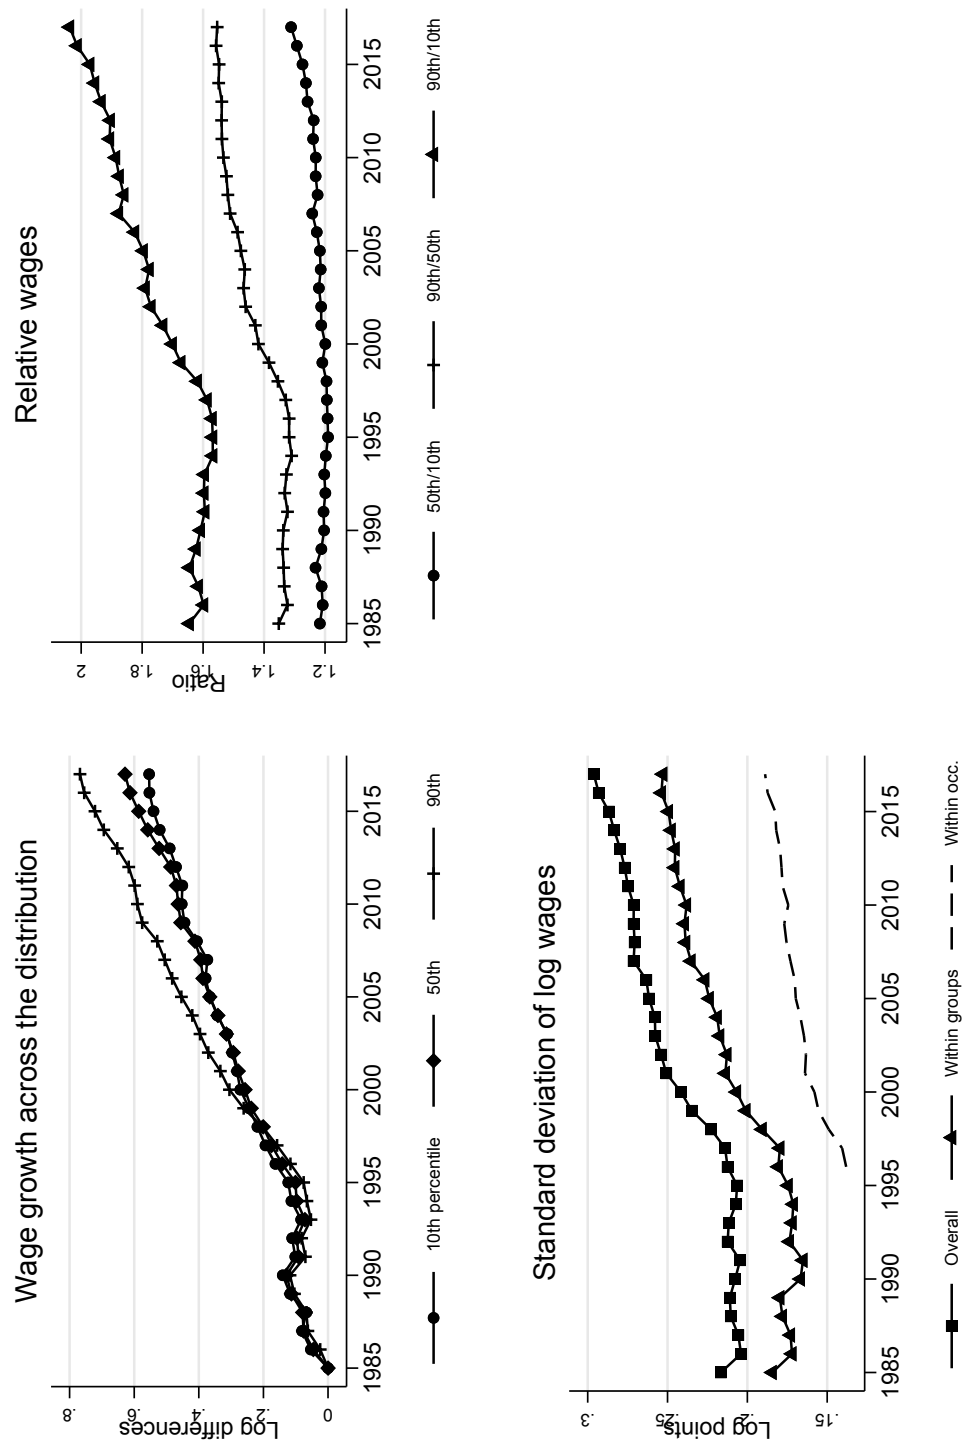 Wage growth across the distribution
.8
.6
.4
.2
0
Log differences
1985 1990 1995 2000 2005 2010 2015
10th percentile 50th 90th
Relative wages
2
1.8
1.6
1.4
1.2
Ratio
1985 1990 1995 2000 2005 2010 2015
50th/10th 90th/50th 90th/10th
Standard deviation of log wages
.3
.25
.2
.15
Log points
1985 1990 1995 2000 2005 2010 2015
Overall Within groups Within occ.